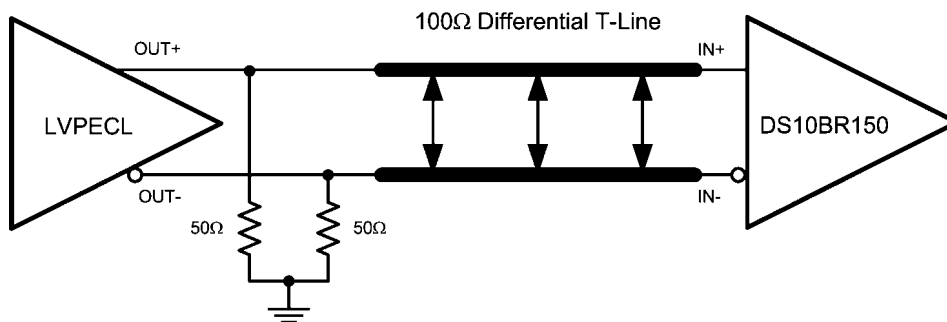 100Ω Differential T-Line
OUT+
IN+
LVPECL
DS10BR150
OUT-
IN-
50Ω
50Ω